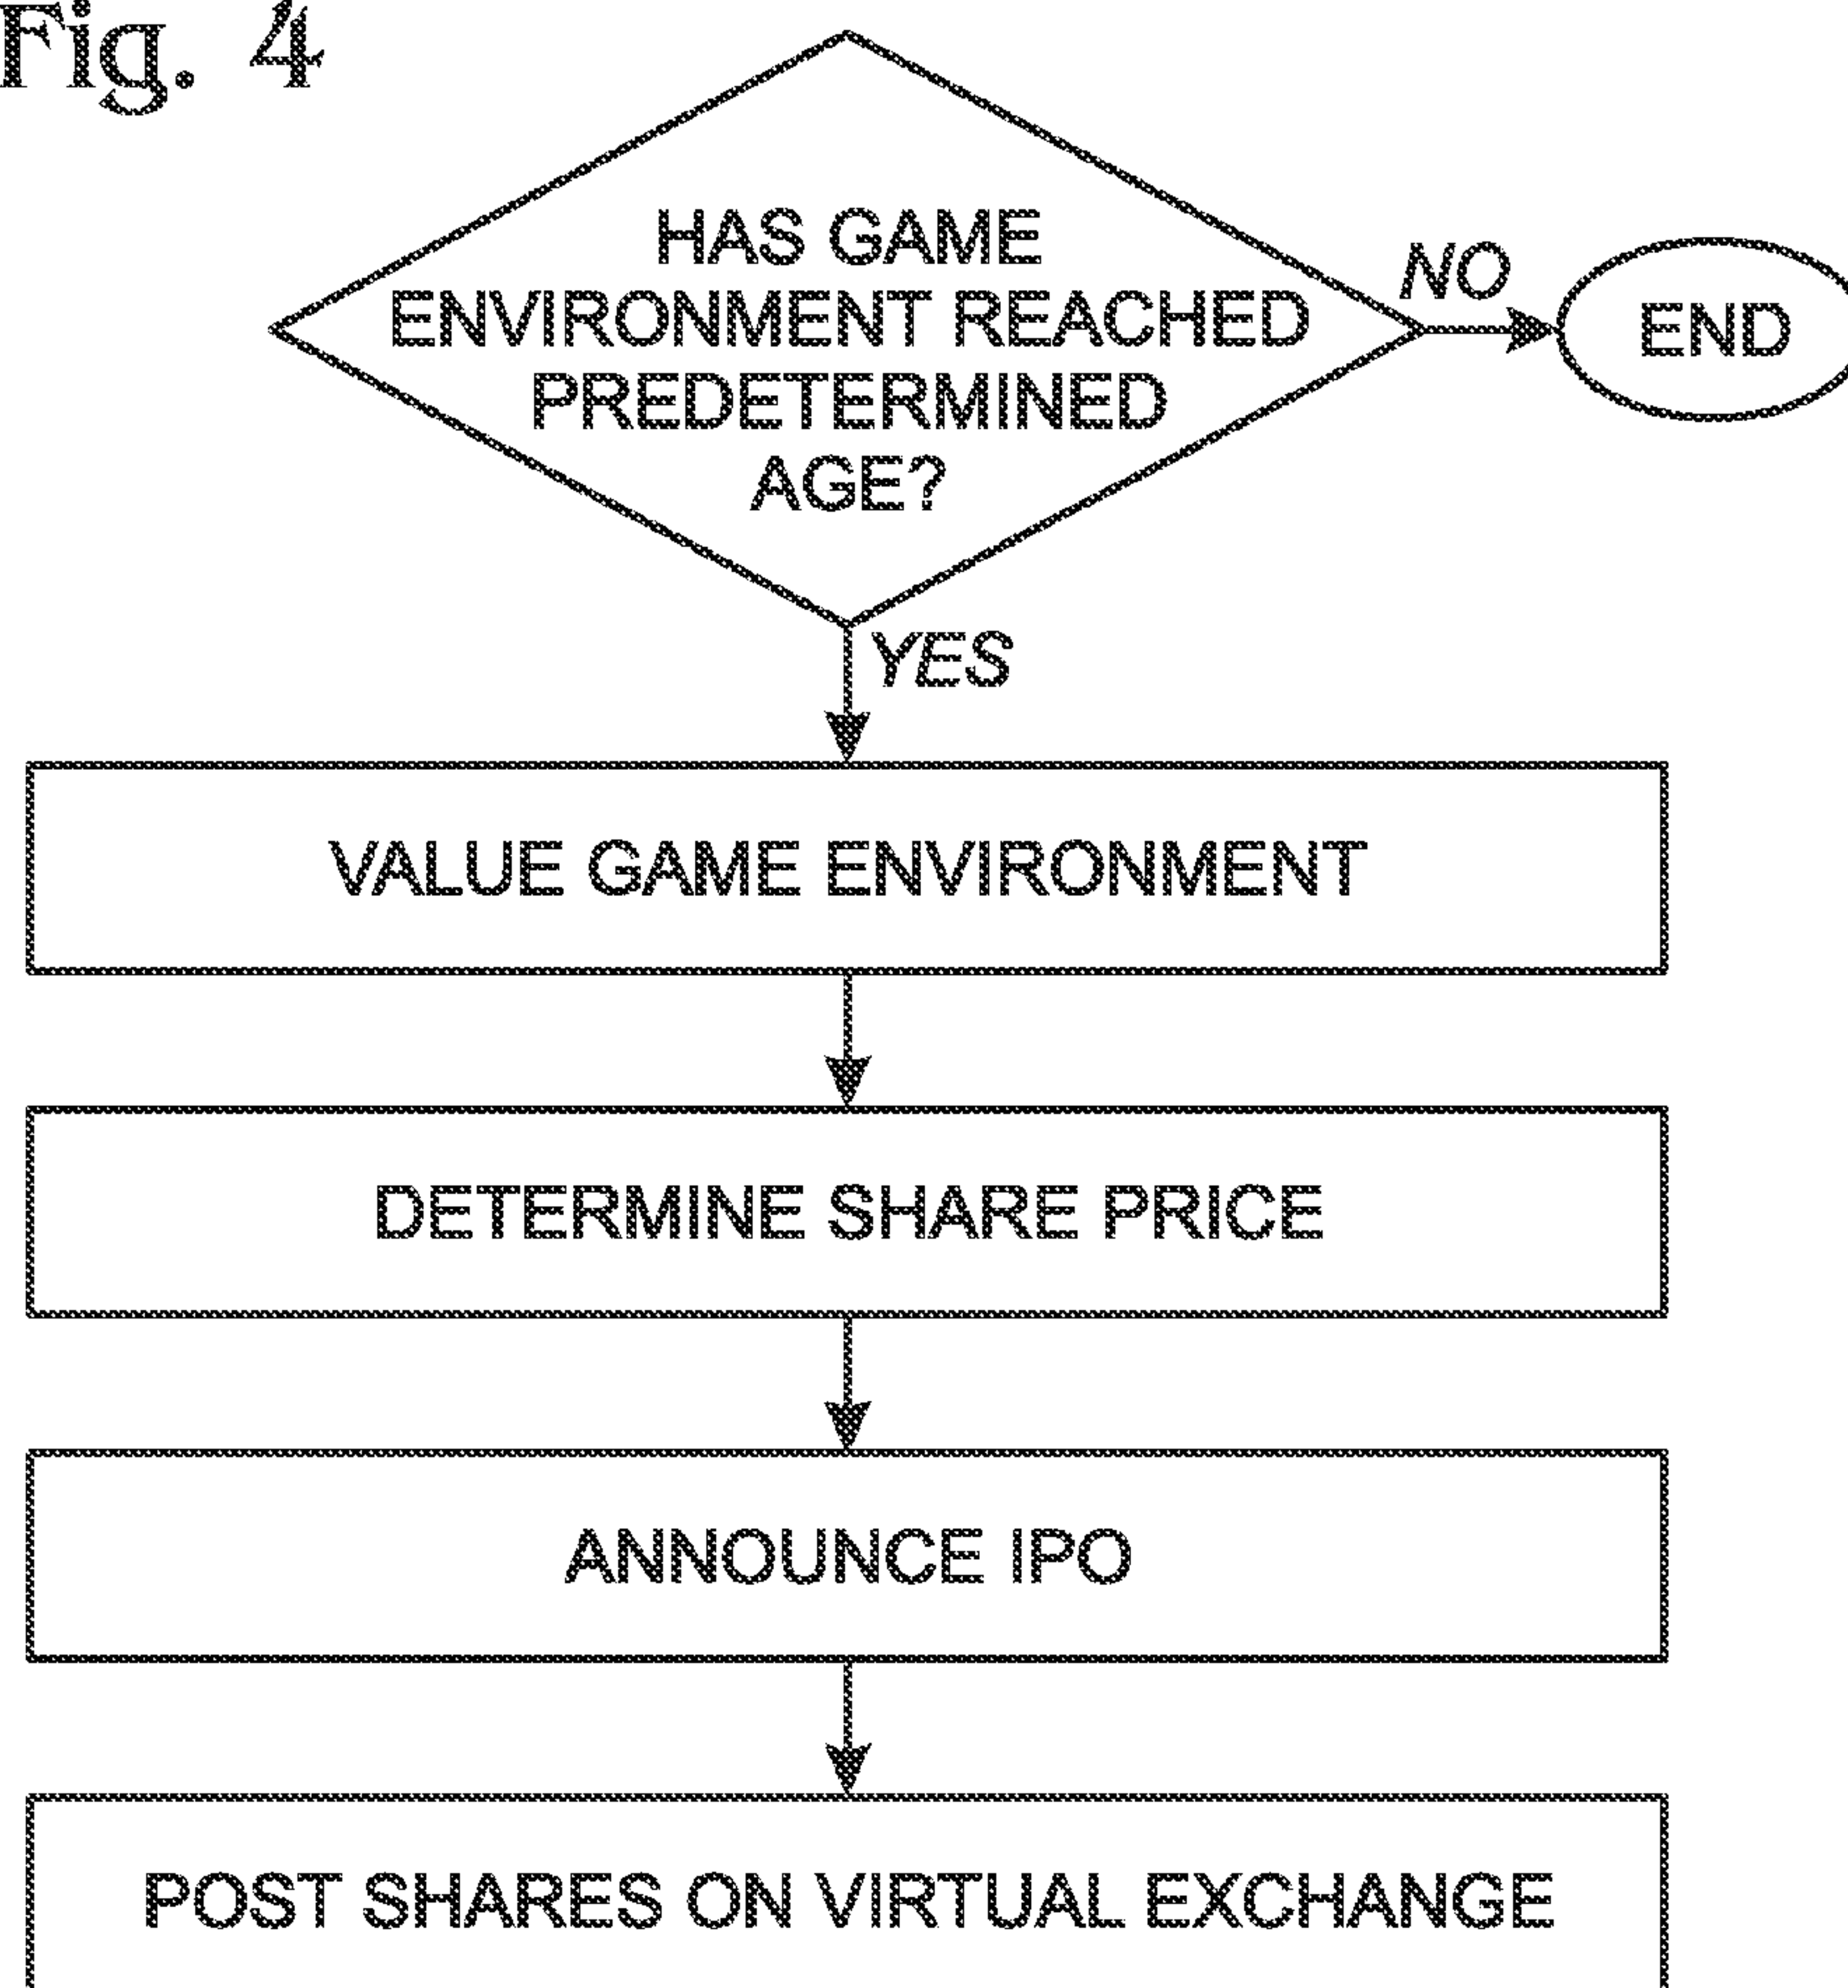 Fig. 4
HAS GAME
ENVIRONMENT REACHED
PREDETERMINED
AGE?
NO
END
YES
VALUE GAME ENVIRONMENT
DETERMINE SHARE PRICE
ANNOUNCE IPO
POST SHARES ON VIRTUAL EXCHANGE